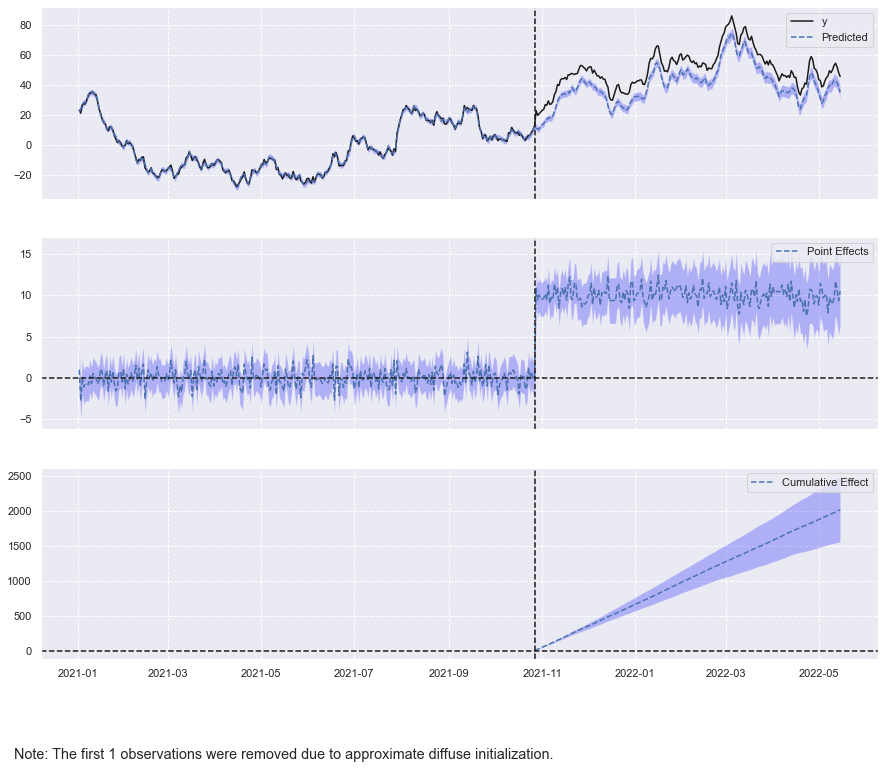 80
60
40
20
0
−20
y
Predicted
15
10
5
0
−5
Point Effects
2500
2000
1500
1000
500
0
Cumulative Effect
2021-01 2021-03 2021-05 2021-07 2021-09 2021-11 2022-01 2022-03 2022-05
Note: The first 1 observations were removed due to approximate diffuse initialization.